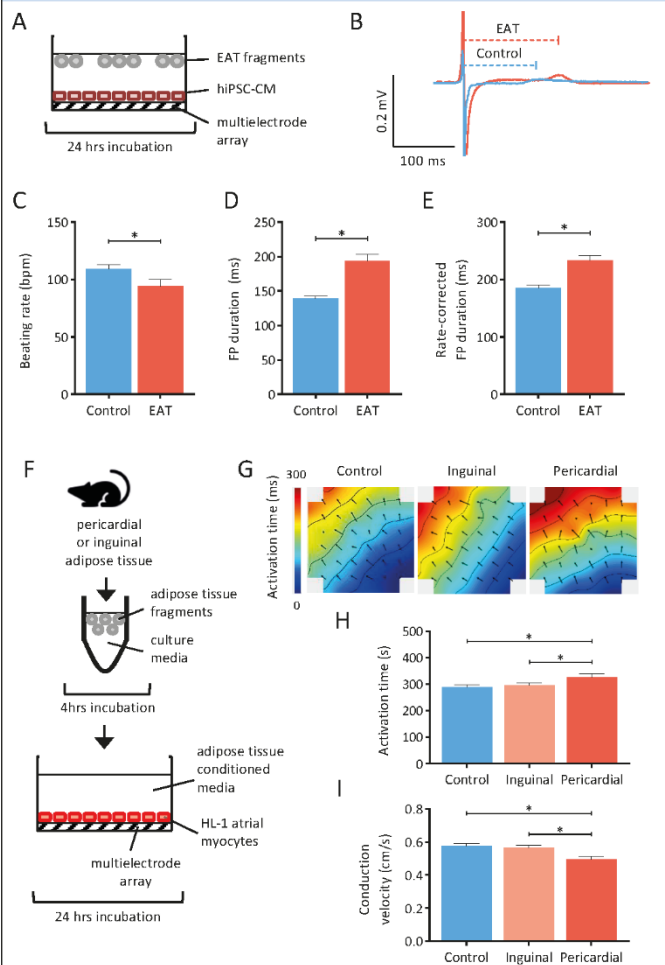 A
EAT fragments
hiPSC-CM
multielectrode
array
24 hrs incubation
B
EAT
Control
0.2 mV
100 ms
C
Beating rate (bpm)
150
100
50
0
*
Control
EAT
D
FP duration (ms)
250
200
150
100
50
0
*
Control
EAT
E
Rate-corrected
FP duration (ms)
300
200
100
0
*
Control
EAT
F
pericardial
or inguinal
adipose tissue
adipose tissue
fragments
culture
media
4hrs incubation
adipose tissue
conditioned
media
HL-1 atrial
myocytes
multielectrode
array
24 hrs incubation
G
Activation time (ms)
300
0
Control
Inguinal
Pericardial
H
Activation time (s)
500
400
300
200
100
0
*
*
Control
Inguinal
Pericardial
I
Conduction
velocity (cm/s)
0.8
0.6
0.4
0.2
0.0
*
*
Control
Inguinal
Pericardial